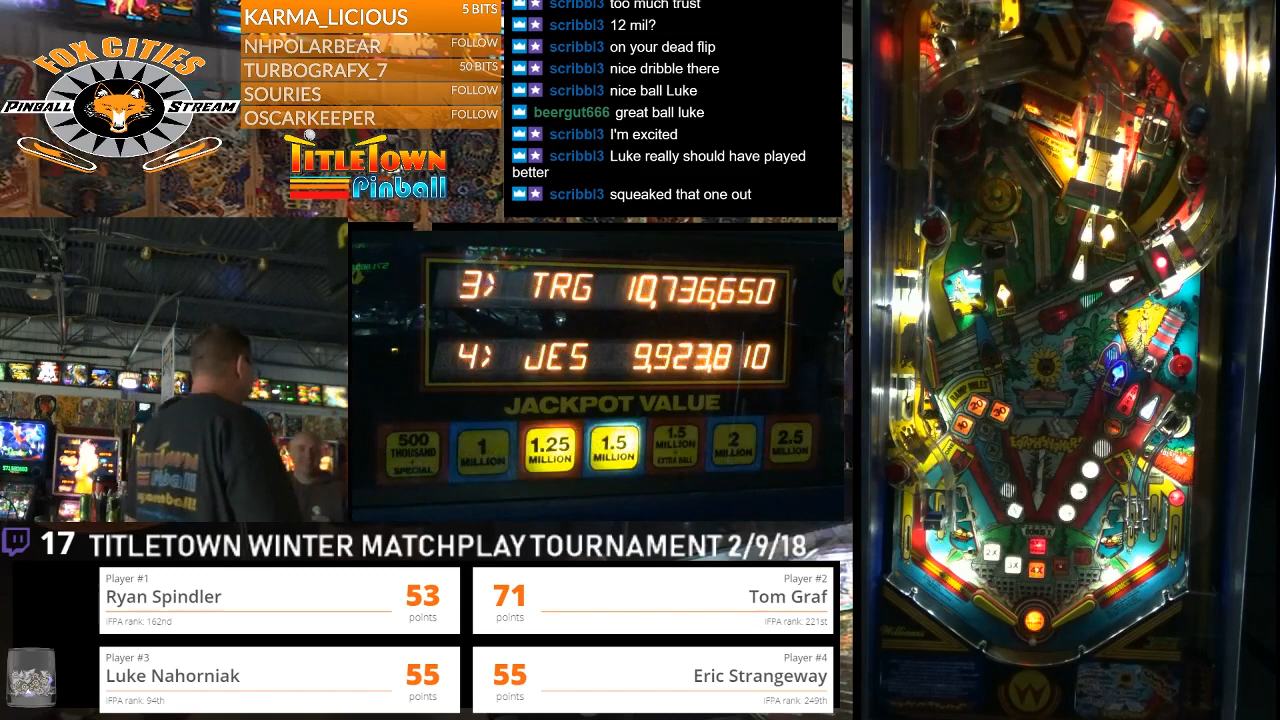 FOX CITIES
PINBALL STREAM
KARMA_LICIOUS 5 BITS
NHPOLARBEAR FOLLOW
TURBOGRAFX_7 50 BITS
SOURIES FOLLOW
OSCARKEEPER FOLLOW
TITLETOWN
Pinball
scribbl3 too much trust
scribbl3 12 mil?
scribbl3 on your dead flip
scribbl3 nice dribble there
scribbl3 nice ball Luke
beergut666 great ball luke
scribbl3 I'm excited
scribbl3 Luke really should have played
better
scribbl3 squeaked that one out
3> TRG 10,736,650
4> JES 9,923,810
JACKPOT VALUE
500 THOUSAND + SPECIAL
1 MILLION
1.25 MILLION
1.5 MILLION
1.5 MILLION + EXTRA BALL
2 MILLION
2.5 MILLION
17 TITLETOWN WINTER MATCHPLAY TOURNAMENT 2/9/18
Player #1
Ryan Spindler
IFPA rank: 162nd
53
points
71
points
Player #2
Tom Graf
IFPA rank: 221st
Player #3
Luke Nahorniak
IFPA rank: 94th
55
points
55
points
Player #4
Eric Strangeway
IFPA rank: 249th
2X
3X
4X
Williams
W